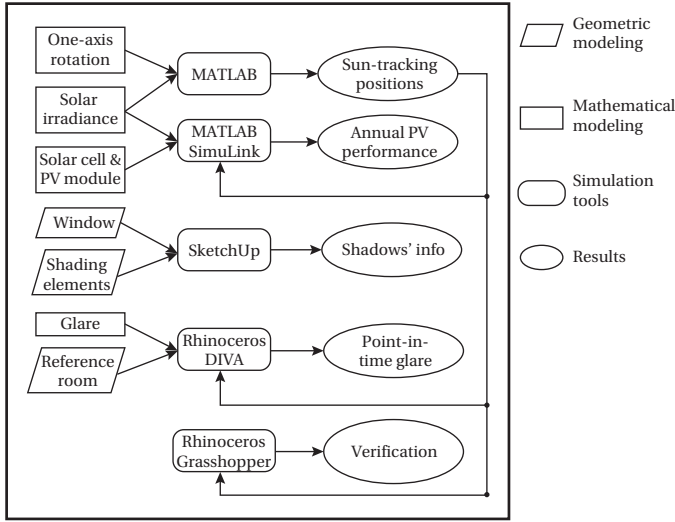 One-axis
rotation
MATLAB
Sun-tracking
positions
Solar
irradiance
MATLAB
SimuLink
Annual PV
performance
Solar cell &
PV module
Window
Shading
elements
SketchUp
Shadows' info
Glare
Reference
room
Rhinoceros
DIVA
Point-in-
time glare
Rhinoceros
Grasshopper
Verification
Geometric
modeling
Mathematical
modeling
Simulation
tools
Results